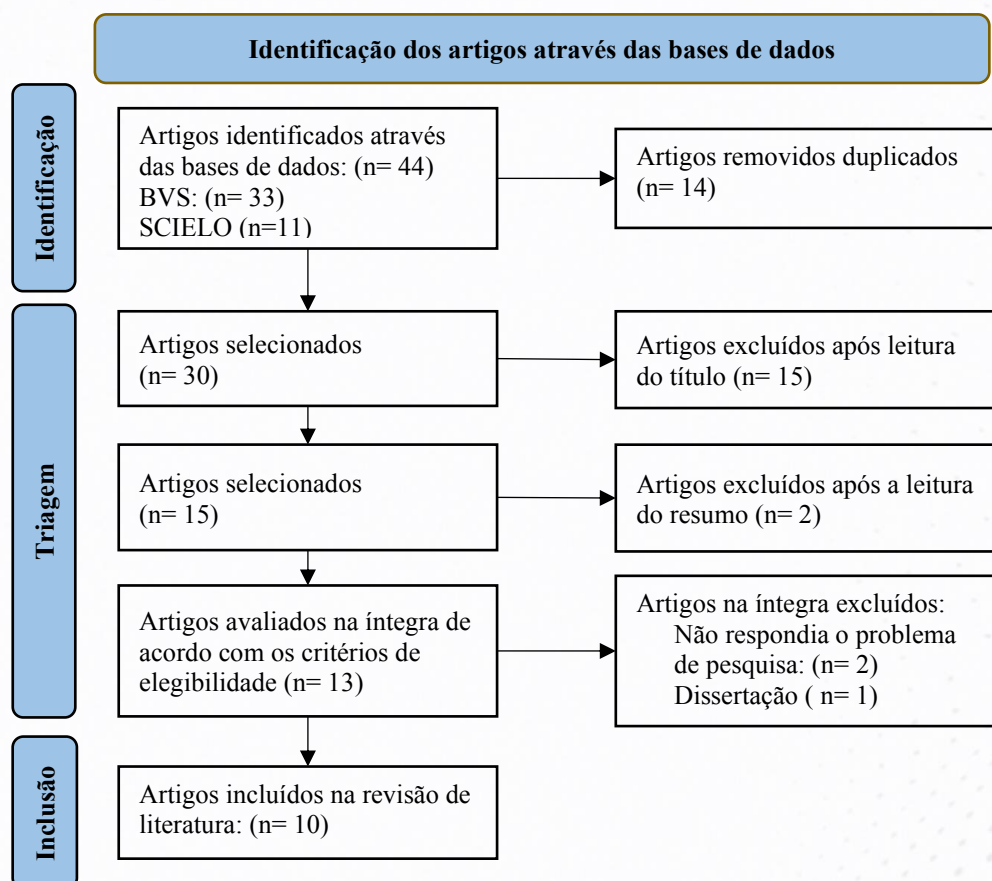 Identificação dos artigos através das bases de dados
Identificação
Artigos identificados através
das bases de dados: (n= 44)
BVS: (n= 33)
SCIELO (n=11)
Artigos removidos duplicados
(n= 14)
Triagem
Artigos selecionados
(n= 30)
Artigos excluídos após leitura
do título (n= 15)
Artigos selecionados
(n= 15)
Artigos excluídos após a leitura
do resumo (n= 2)
Artigos avaliados na íntegra de
acordo com os critérios de
elegibilidade (n= 13)
Artigos na íntegra excluídos:
Não respondia o problema
de pesquisa: (n= 2)
Dissertação ( n= 1)
Inclusão
Artigos incluídos na revisão de
literatura: (n= 10)